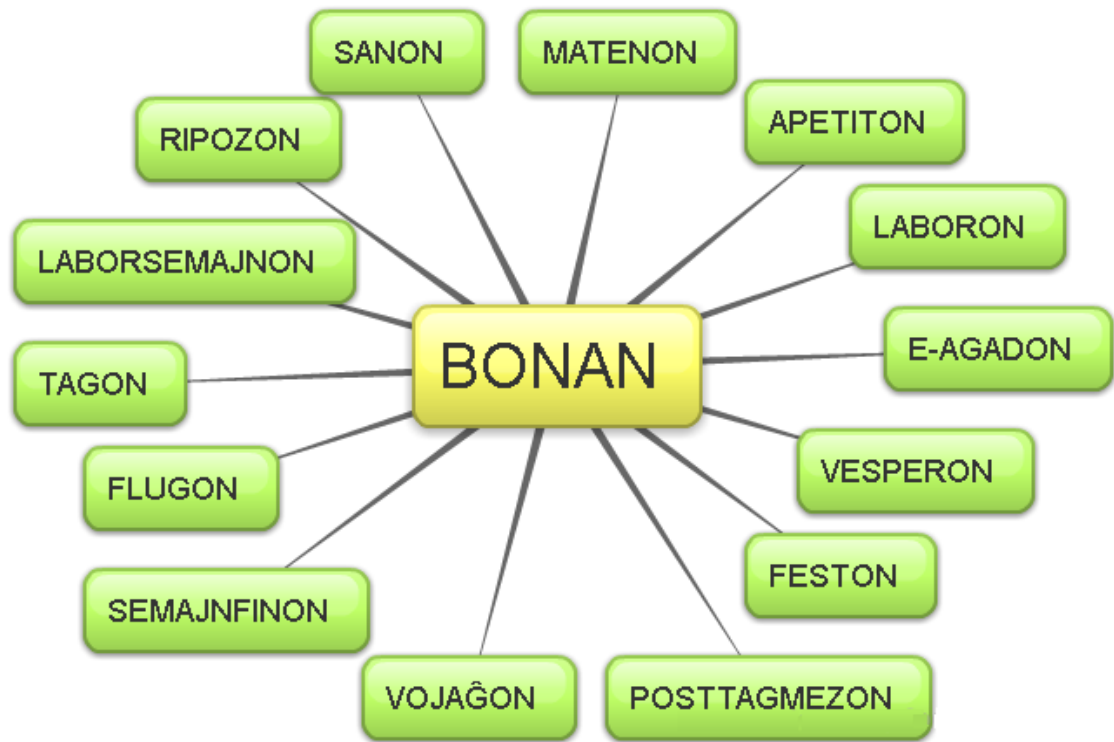 SANON
MATENON
RIPOZON
APETITON
LABORON
LABORSEMAJNON
E-AGADON
BONAN
TAGON
VESPERON
FLUGON
FESTON
SEMAJNFINON
VOJAĜON
POSTTAGMEZON